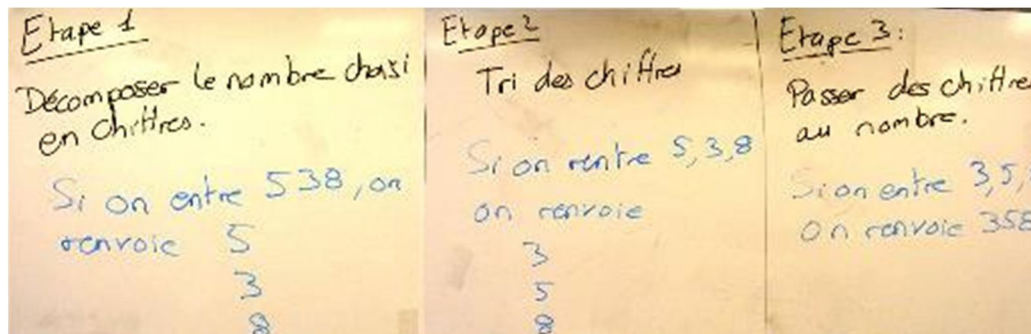 Etape 1
Décomposer le nombre choisi
en chiffres.
Si on entre 538, on
renvoie 5
3
8
Etape 2
Tri des chiffres
Si on rentre 5, 3, 8
on renvoie
3
5
8
Etape 3:
Passer des chiffres
au nombre.
Si on entre 3, 5,
on renvoie 358